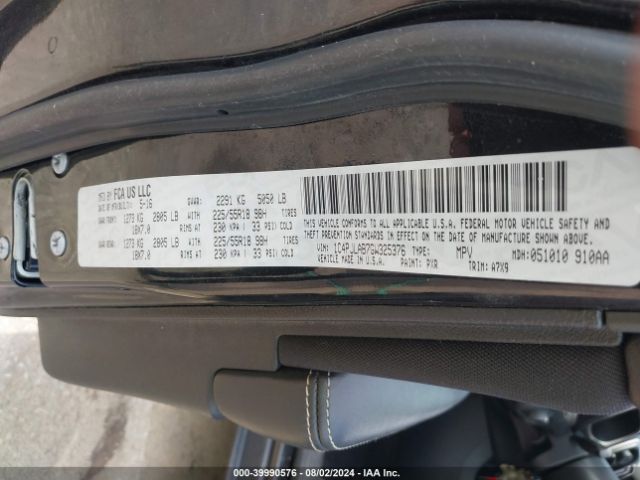 MFD BY FCA US LLC
DATE OF MFR 5-16
GVWR: 2291 KG 5050 LB
GAWR FRONT: 1273 KG 2805 LB WITH 225/55R18 98H TIRES
18X7.0 RIMS AT 230 KPA/ 33 PSI COLD
GAWR REAR: 1273 KG 2805 LB WITH 225/55R18 98H TIRES
18X7.0 RIMS AT 230 KPA/ 33 PSI COLD
THIS VEHICLE CONFORMS TO ALL APPLICABLE U.S.A. FEDERAL MOTOR VEHICLE SAFETY AND
THEFT PREVENTION STANDARDS IN EFFECT ON THE DATE OF MANUFACTURE SHOWN ABOVE.
VIN: 1C4PJLAB7GW325376 TYPE: MPV MDH:051010 910AA
VEHICLE MADE IN U.S.A. PAINT: PXR TRIM: A7X9
000-39990576 - 08/02/2024 - IAA Inc.